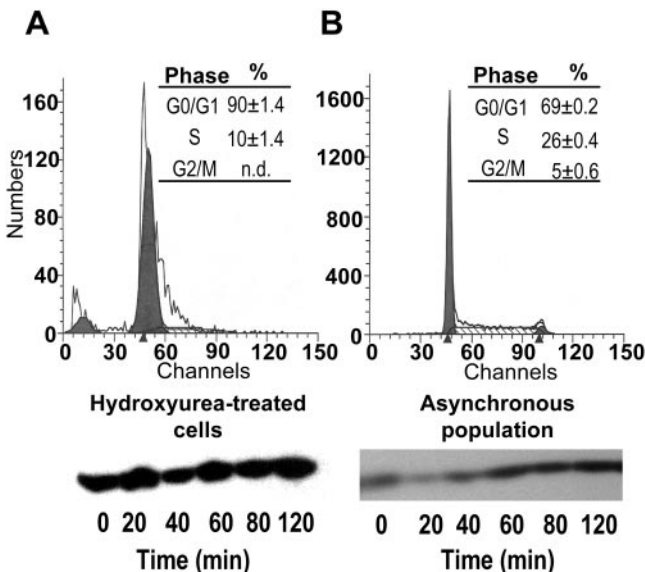 A
B
Phase %
G0/G1 90±1.4
S 10±1.4
G2/M n.d.
Phase %
G0/G1 69±0.2
S 26±0.4
G2/M 5±0.6
Numbers
160
120
80
40
0
1600
1200
800
400
0
0 30 60 90 120 150
0 30 60 90 120 150
Channels
Channels
Hydroxyurea-treated
cells
Asynchronous
population
0 20 40 60 80 120
0 20 40 60 80 120
Time (min)
Time (min)